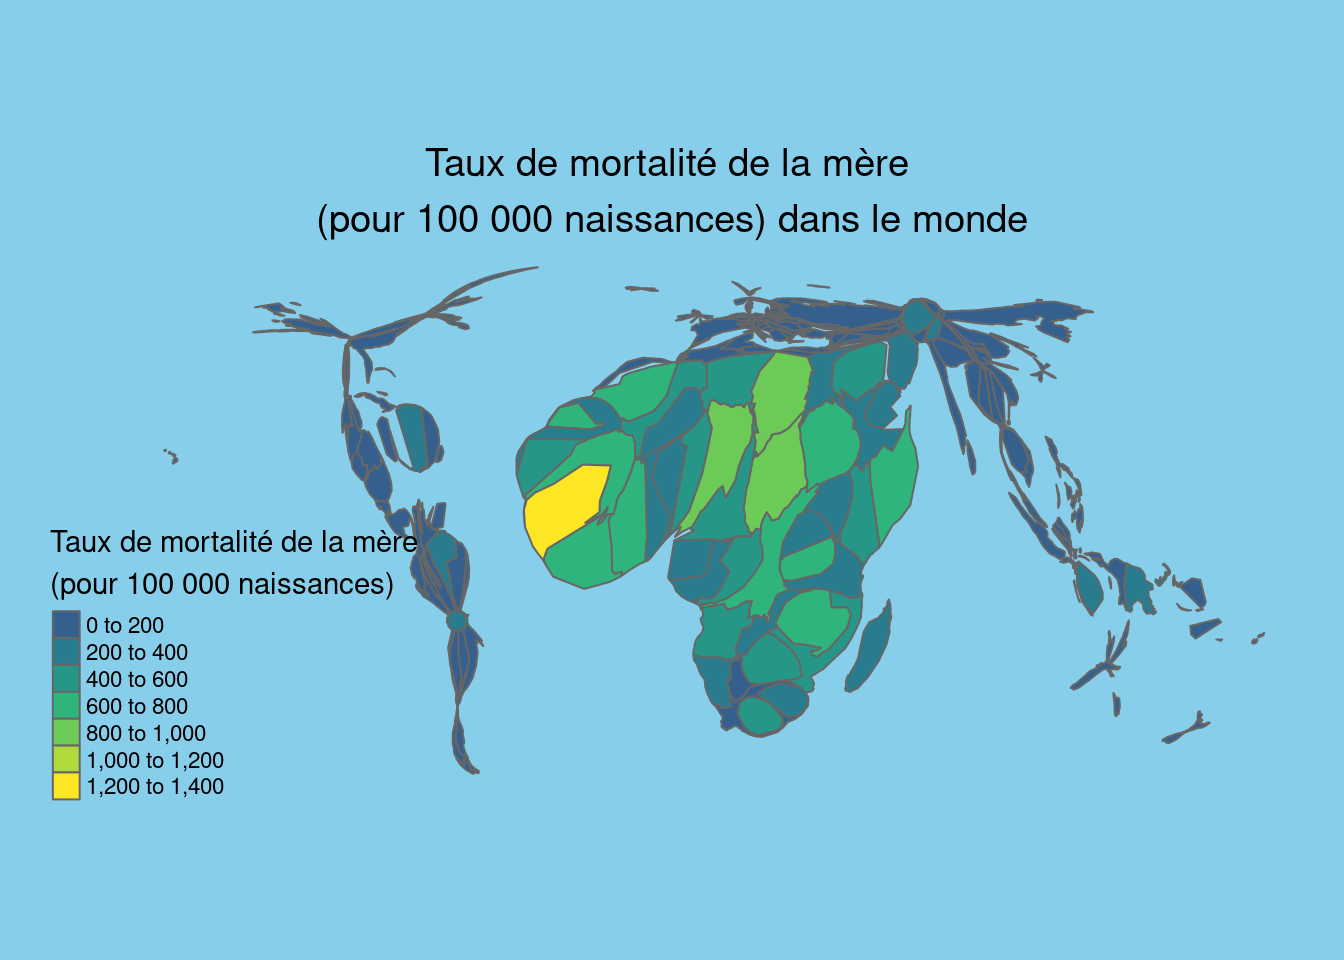 Taux de mortalité de la mère
(pour 100 000 naissances) dans le monde
Taux de mortalité de la mère
(pour 100 000 naissances)
0 to 200
200 to 400
400 to 600
600 to 800
800 to 1,000
1,000 to 1,200
1,200 to 1,400